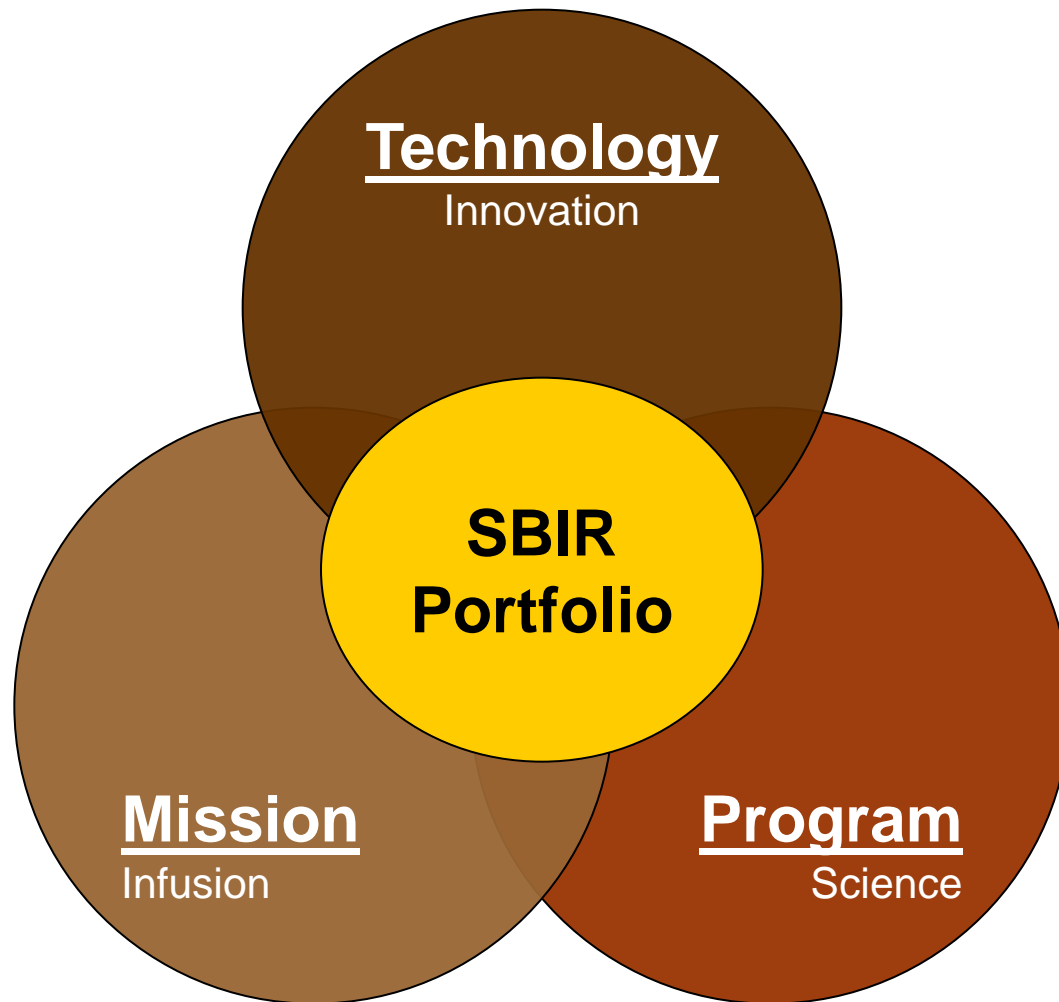 Technology
Innovation
SBIR
Portfolio
Mission
Infusion
Program
Science